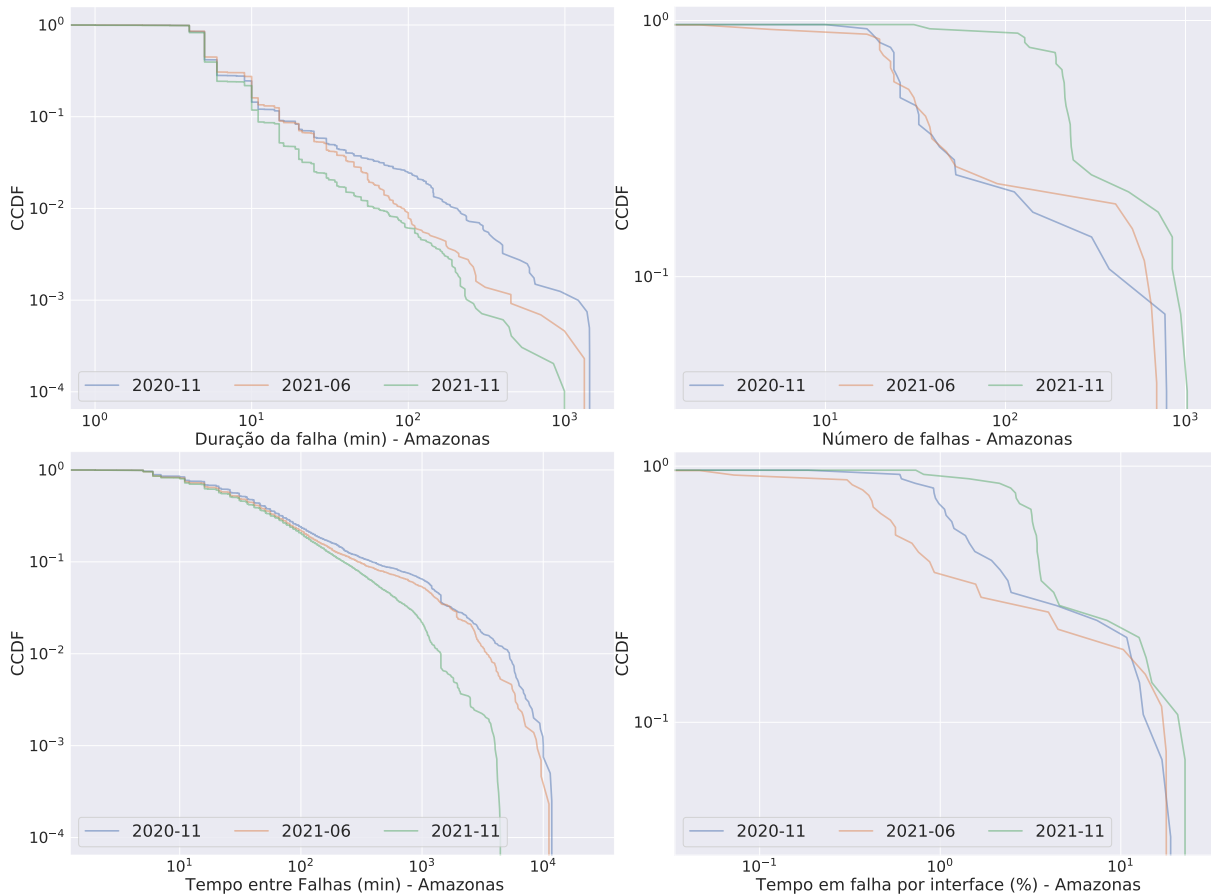 10⁰
10⁻¹
10⁻²
10⁻³
10⁻⁴
CCDF
2020-11 2021-06 2021-11
10⁰ 10¹ 10² 10³
Duração da falha (min) - Amazonas
10⁰
10⁻¹
CCDF
2020-11 2021-06 2021-11
10¹ 10² 10³
Número de falhas - Amazonas
10⁰
10⁻¹
10⁻²
10⁻³
10⁻⁴
CCDF
2020-11 2021-06 2021-11
10¹ 10² 10³ 10⁴
Tempo entre Falhas (min) - Amazonas
10⁰
10⁻¹
CCDF
2020-11 2021-06 2021-11
10⁻¹ 10⁰ 10¹
Tempo em falha por interface (%) - Amazonas